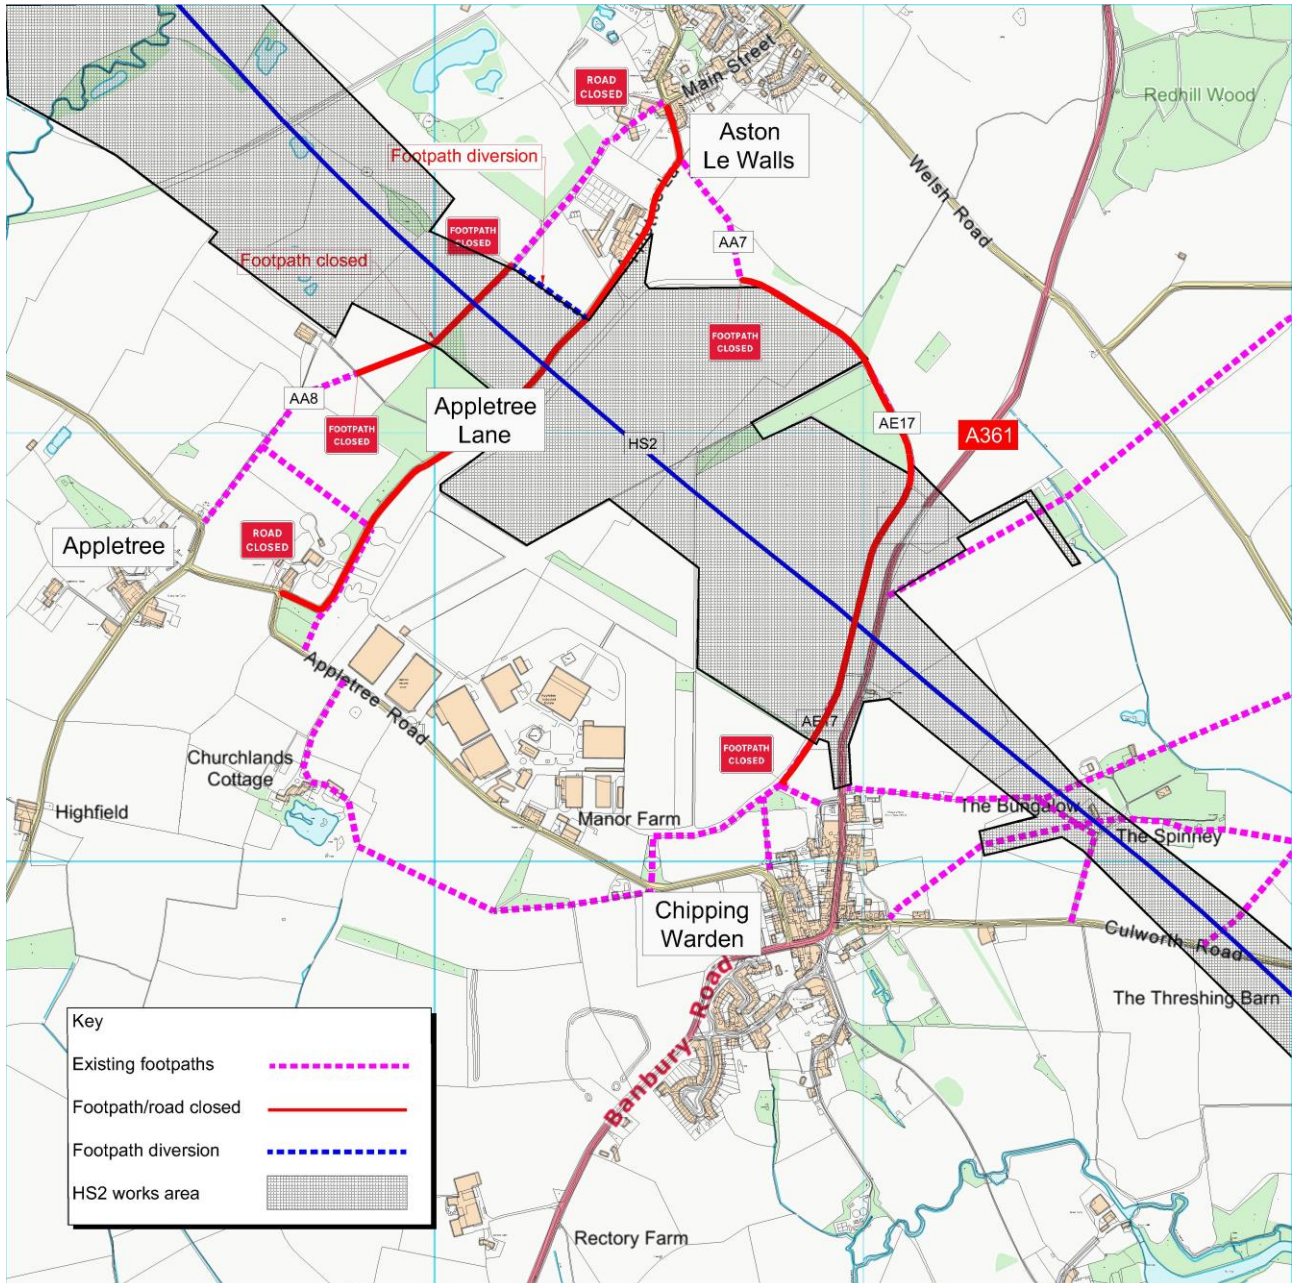 ROAD
CLOSED
Main Street
Redhill Wood
Aston
Le Walls
Footpath diversion
Welsh Road
FOOTPATH
CLOSED
AA7
Footpath closed
FOOTPATH
CLOSED
AA8
Appletree
Lane
AE17
A361
FOOTPATH
CLOSED
HS2
Appletree
ROAD
CLOSED
Appletree Road
AE17
FOOTPATH
CLOSED
Churchlands
Cottage
Highfield
Manor Farm
The Bungalow
The Spinney
Chipping
Warden
Culworth Road
The Threshing Barn
Banbury Road
Rectory Farm
Key
Existing footpaths
Footpath/road closed
Footpath diversion
HS2 works area